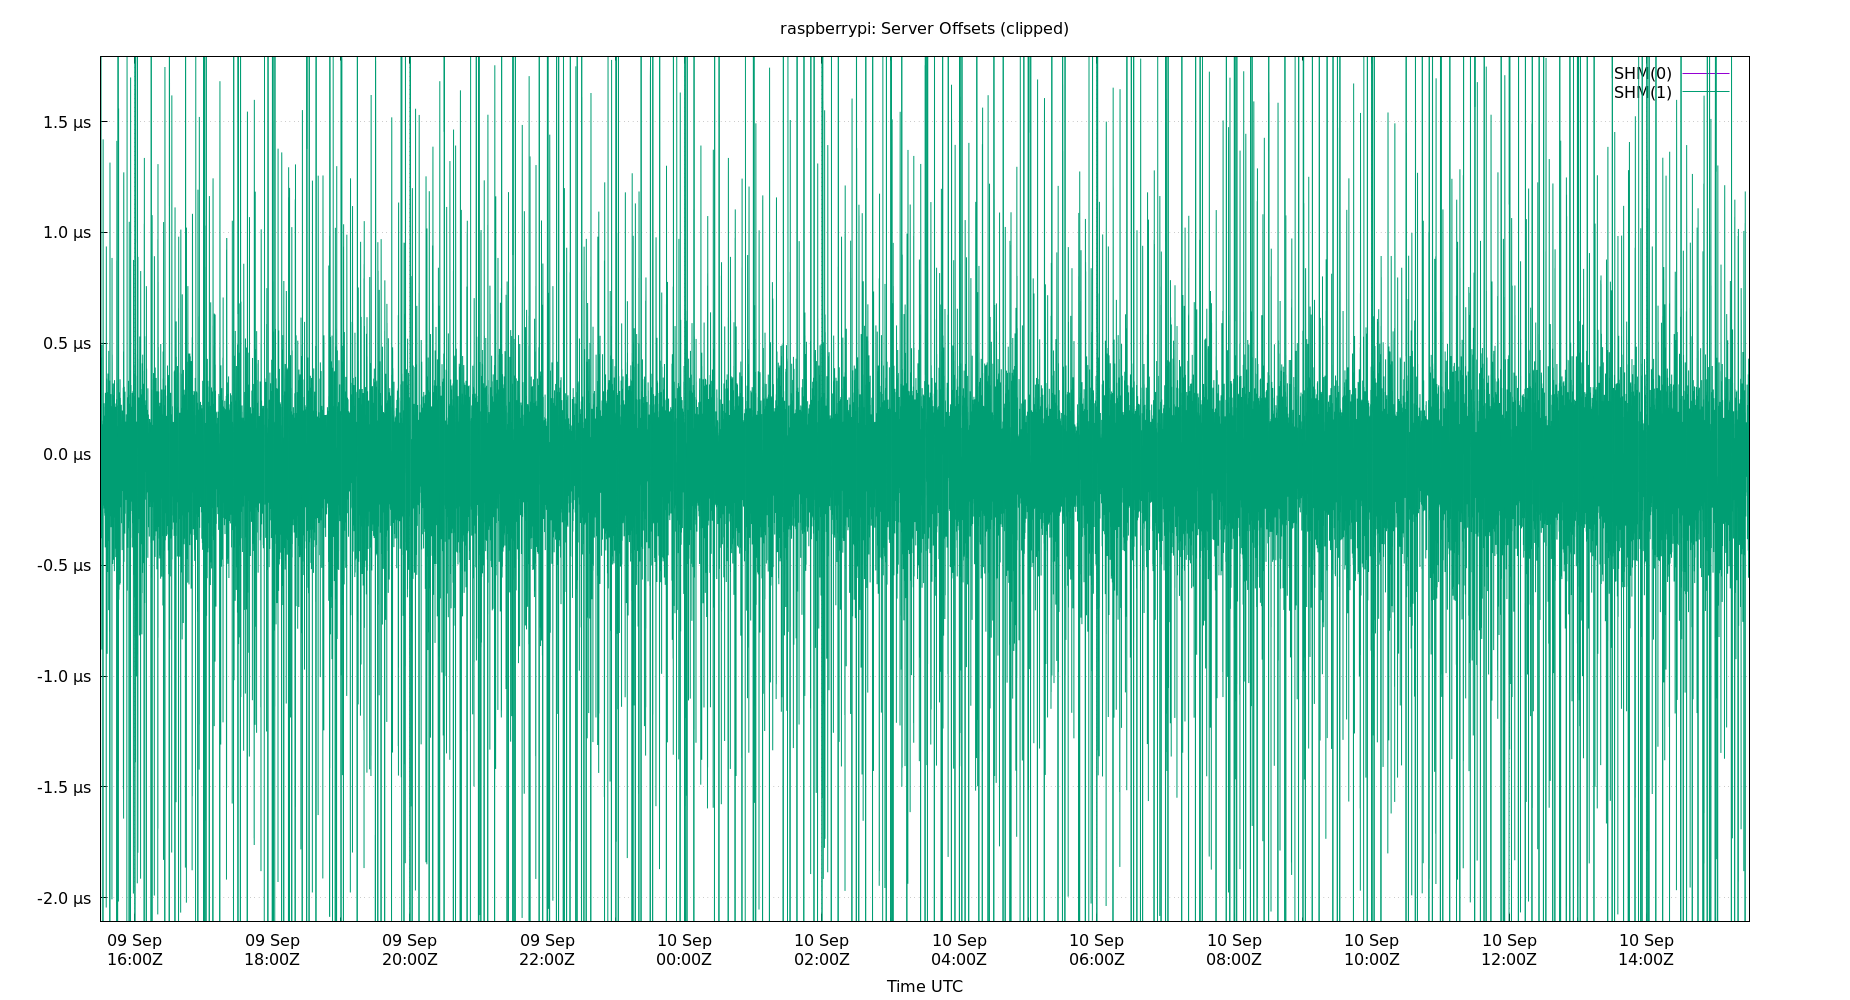 raspberrypi: Server Offsets (clipped)
SHM(0)
SHM(1)
1.5 µs
1.0 µs
0.5 µs
0.0 µs
-0.5 µs
-1.0 µs
-1.5 µs
-2.0 µs
09 Sep 09 Sep 09 Sep 09 Sep 10 Sep 10 Sep 10 Sep 10 Sep 10 Sep 10 Sep 10 Sep 10 Sep
16:00Z 18:00Z 20:00Z 22:00Z 00:00Z 02:00Z 04:00Z 06:00Z 08:00Z 10:00Z 12:00Z 14:00Z
Time UTC